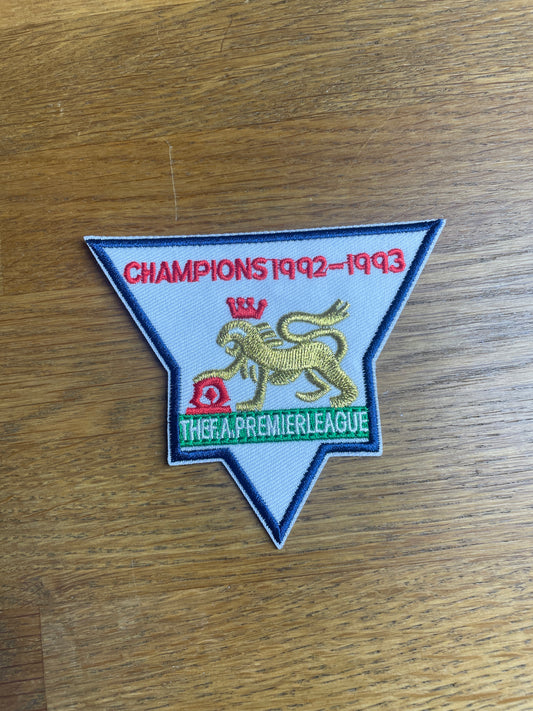 CHAMPIONS 1992-1993
THE F.A. PREMIER LEAGUE